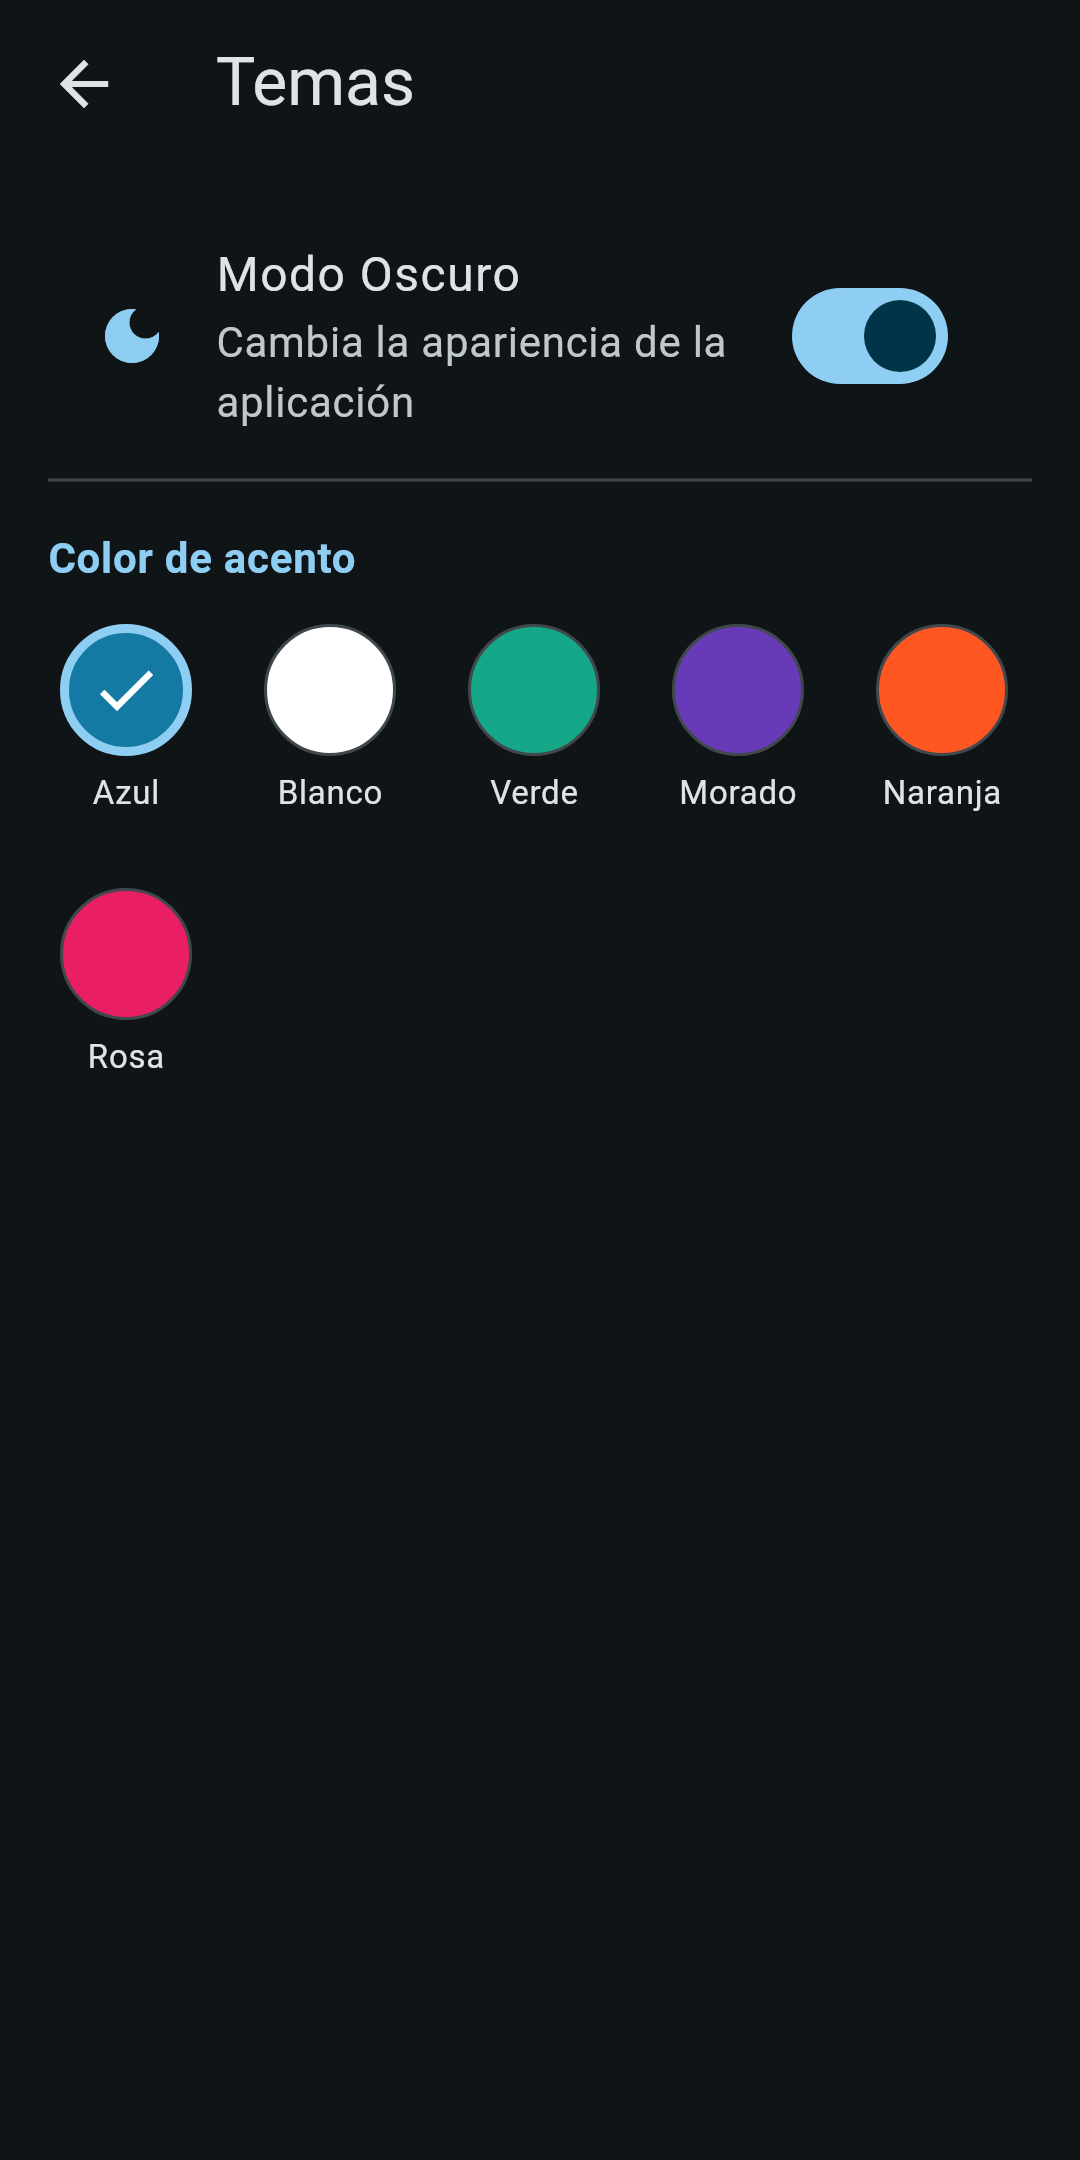 Temas
Modo Oscuro
Cambia la apariencia de la
aplicación
Color de acento
Azul
Blanco
Verde
Morado
Naranja
Rosa